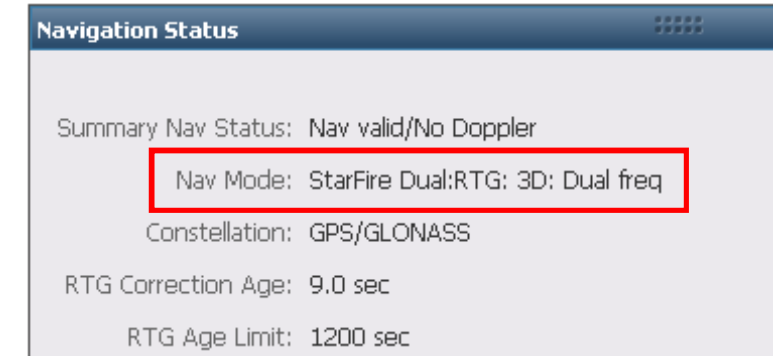 Navigation Status
Summary Nav Status: Nav valid/No Doppler
Nav Mode: StarFire Dual:RTG: 3D: Dual freq
Constellation: GPS/GLONASS
RTG Correction Age: 9.0 sec
RTG Age Limit: 1200 sec